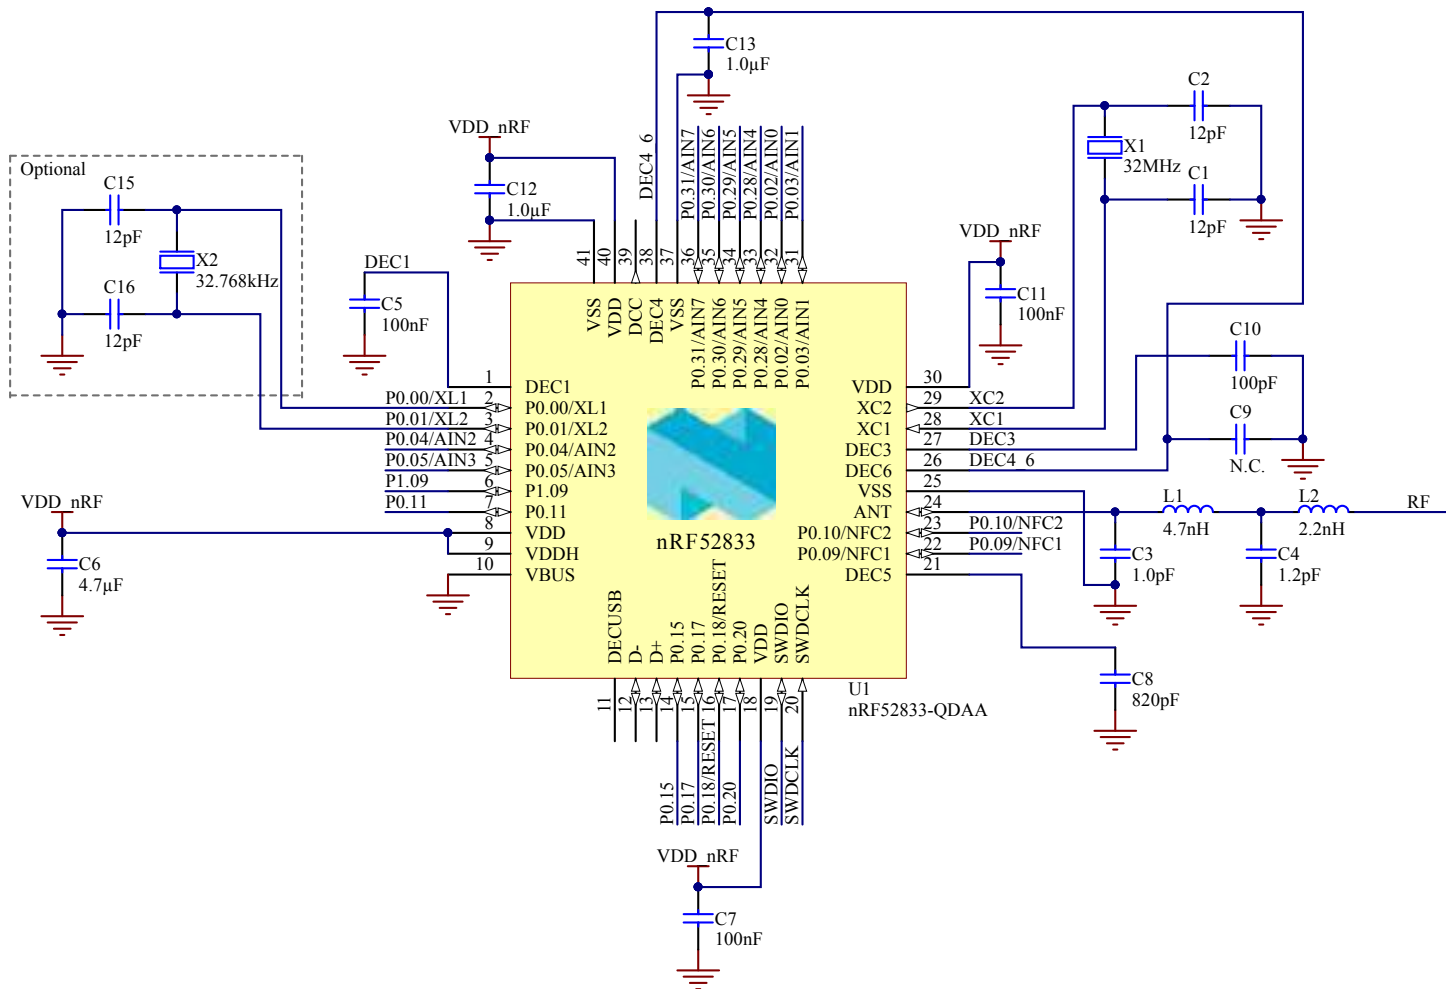 C13
1.0µF
C2
12pF
X1
32MHz
C1
12pF
VDD_nRF
C12
1.0µF
DEC4_6
P0.31/AIN7
P0.30/AIN6
P0.29/AIN5
P0.28/AIN4
P0.02/AIN0
P0.03/AIN1
Optional
C15
12pF
X2
32.768kHz
C16
12pF
DEC1
C5
100nF
VDD_nRF
C11
100nF
41
40
39
38
37
36
35
34
33
32
31
VSS
VDD
DCC
DEC4
VSS
P0.31/AIN7
P0.30/AIN6
P0.29/AIN5
P0.28/AIN4
P0.02/AIN0
P0.03/AIN1
C10
100pF
C9
N.C.
1
DEC1
P0.00/XL1
2
P0.00/XL1
P0.01/XL2
3
P0.01/XL2
P0.04/AIN2
4
P0.04/AIN2
P0.05/AIN3
5
P0.05/AIN3
P1.09
6
P1.09
P0.11
7
P0.11
8
VDD
9
VDDH
10
VBUS
VDD_nRF
C6
4.7µF
nRF52833
VDD
30
XC2
29
XC2
XC1
28
XC1
DEC3
27
DEC3
DEC6
26
DEC4_6
VSS
25
ANT
24
P0.10/NFC2
23
P0.10/NFC2
P0.09/NFC1
22
P0.09/NFC1
DEC5
21
L1
4.7nH
L2
2.2nH
RF
C3
1.0pF
C4
1.2pF
C8
820pF
DECUSB
D-
D+
P0.15
P0.17
P0.18/RESET
P0.20
VDD
SWDIO
SWDCLK
U1
nRF52833-QDAA
11
12
13
14
15
16
17
18
19
20
P0.15
P0.17
P0.18/RESET
P0.20
SWDIO
SWDCLK
VDD_nRF
C7
100nF